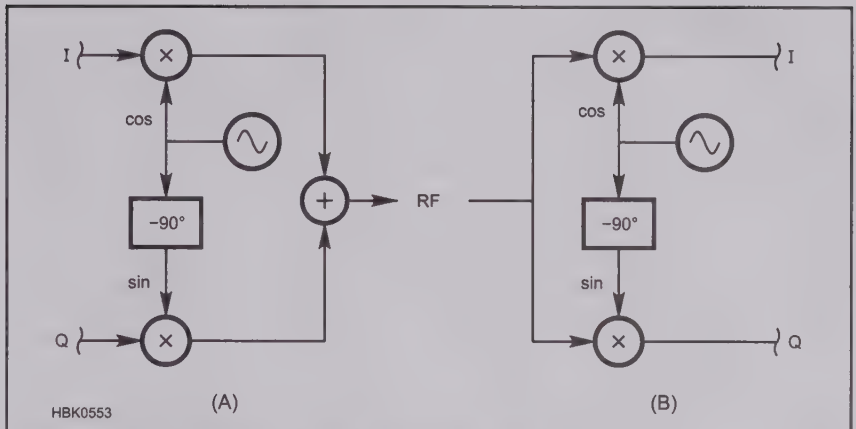 I
×
cos
−90°
sin
+
RF
Q
×
(A)
×
I
cos
−90°
sin
×
Q
(B)
HBK0553